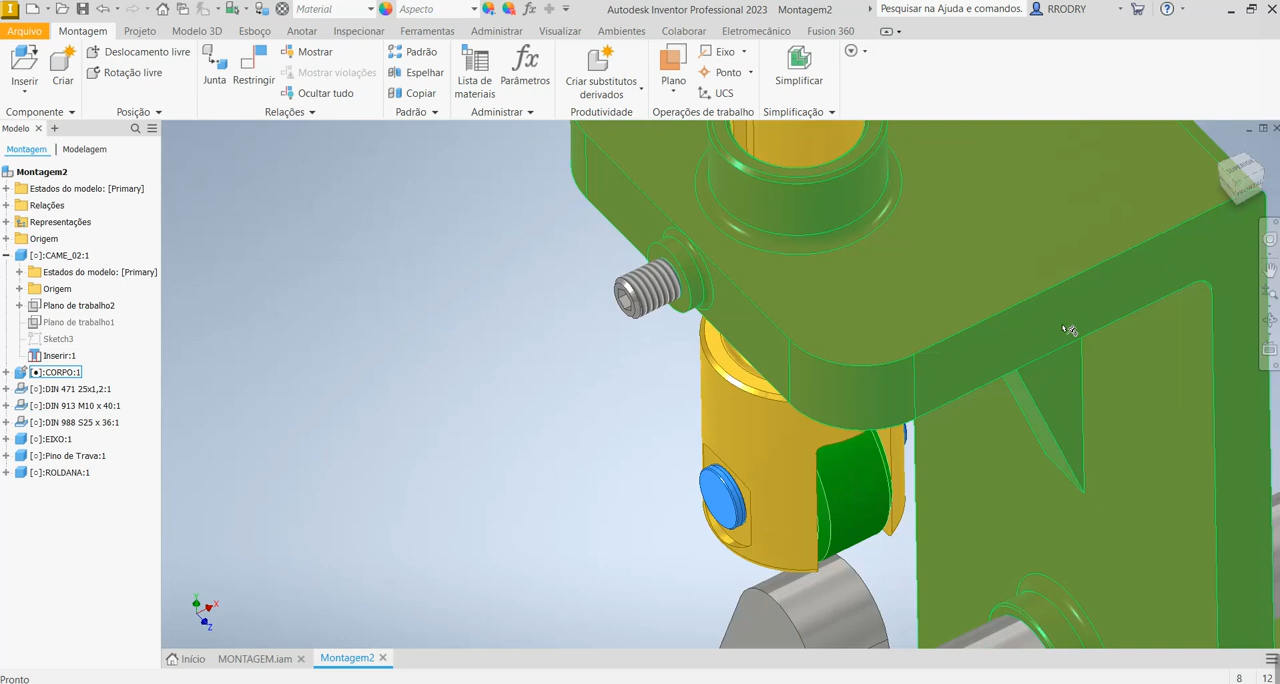 Material
Aspecto
Autodesk Inventor Professional 2023 Montagem2
Pesquisar na Ajuda e comandos.
RRODRY
Arquivo Montagem Projeto Modelo 3D Esboço Anotar Inspecionar Ferramentas Administrar Visualizar Ambientes Colaborar Eletromecânico Fusion 360
Inserir
Criar
Componente
Deslocamento livre
Rotação livre
Posição
Junta
Restringir
Mostrar
Mostrar violações
Ocultar tudo
Relações
Padrão
Espelhar
Copiar
Padrão
Lista de
materiais
Parâmetros
Administrar
Criar substitutos
derivados
Produtividade
Plano
Eixo
Ponto
UCS
Operações de trabalho
Simplificar
Simplificação
Modelo
Montagem Modelagem
Montagem2
Estados do modelo: [Primary]
Relações
Representações
Origem
[○]:CAME_02:1
Estados do modelo: [Primary]
Origem
Plano de trabalho2
Plano de trabalho1
Sketch3
Inserir:1
[●]:CORPO:1
[○]:DIN 471 25x1,2:1
[○]:DIN 913 M10 x 40:1
[○]:DIN 988 S25 x 36:1
[○]:EIXO:1
[○]:Pino de Trava:1
[○]:ROLDANA:1
Y
X
Z
Início MONTAGEM.iam Montagem2
Pronto
8 12